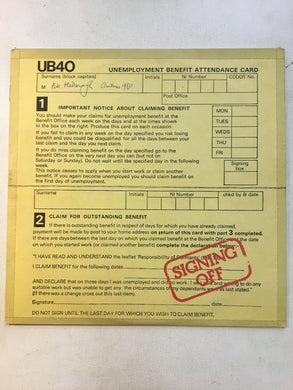 UB40 UNEMPLOYMENT BENEFIT ATTENDANCE CARD
Surname (block capitals) Initials NI Number CODOT No.
M
Post Office
1 IMPORTANT NOTICE ABOUT CLAIMING BENEFIT
MON
You should make your claims for unemployment benefit at the
Benefit Office each week on the days and at the times shown
in the box on the right. Produce this card on each occasion.
TUES
If you fail to claim in any week on the day specified you risk losing
benefit and you could be disqualified for all the days between your
last claim and the day you next claim.
WEDS
THURS
If you do miss claiming benefit on the day specified go to the
Benefit Office on the very next day you can (but not on
Saturday or Sunday). Do not wait until the day specified in the following
week.
FRI
Signing
box
This notice ceases to apply when you start work or claim another
benefit. If you again become unemployed you should claim benefit on
the first day of unemployment.
Surname Initials NI Number cited by & date
2 CLAIM FOR OUTSTANDING BENEFIT
If there is outstanding benefit in respect of days for which you have already claimed,
payment will be made by post to your home address on return of this card with part 3 completed.
If there are days between the last day on which you claimed benefit at the Benefit Office and the date
on which you started work (or claimed another benefit) complete the declaration below:
"I HAVE READ AND UNDERSTAND the leaflet 'Responsibility of
I CLAIM BENEFIT for the following dates
SIGNING
OFF
AND DECLARE that on those days I was unemployed and did no work: I was able and willing to do any
suitable work but was unable to get any: the circumstances of my dependants were as last stated."
If there was a change cross out this last item.
Signature date
DO NOT SIGN UNTIL THE LAST DAY FOR WHICH YOU WISH TO CLAIM BENEFIT.